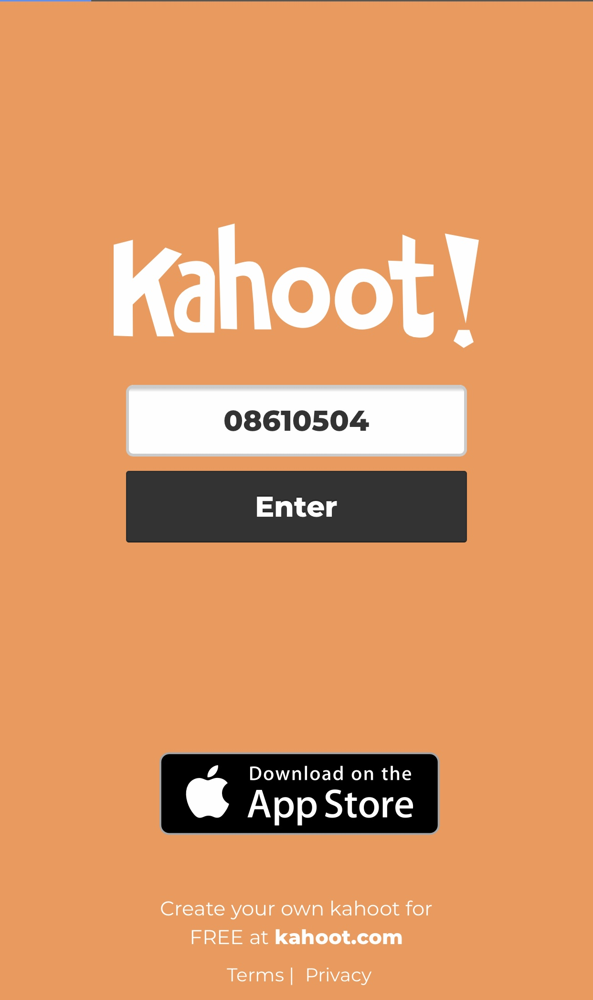 Kahoot!
08610504
Enter
Download on the
App Store
Create your own kahoot for
FREE at kahoot.com
Terms | Privacy